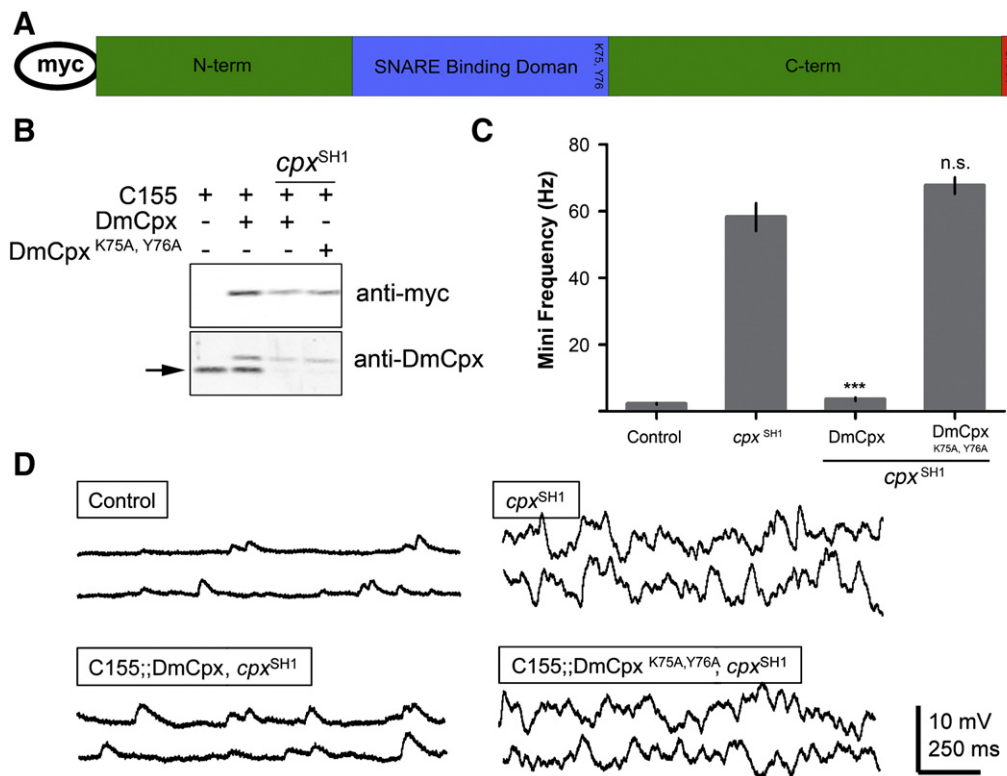 A
myc
N-term
SNARE Binding Doman
K75, Y76
C-term
B
cpx SH1
C155 + + + +
DmCpx - + + -
DmCpx K75A, Y76A - - - +
anti-myc
anti-DmCpx
C
Mini Frequency (Hz)
80
60
40
20
***
n.s.
Control
cpx SH1
DmCpx
DmCpx
K75A, Y76A
cpx SH1
D
Control
cpx SH1
C155;;DmCpx, cpx SH1
C155;;DmCpx K75A,Y76A, cpx SH1
10 mV
250 ms